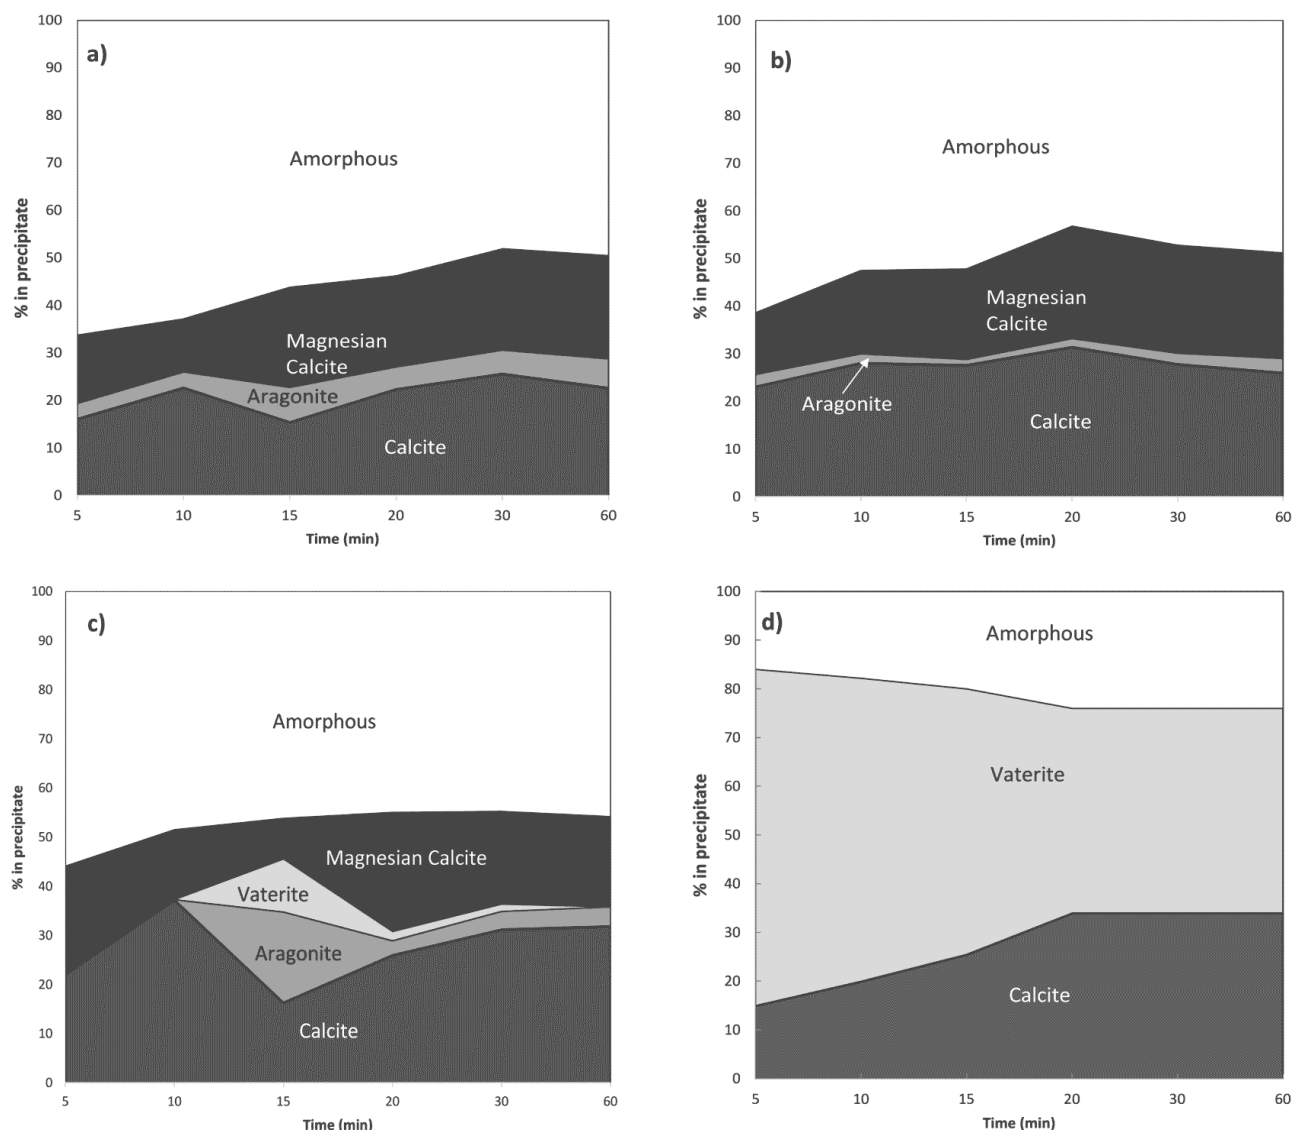 a)
100
90
80
70
60
50
40
30
20
10
0
% in precipitate
Amorphous
Magnesian
Calcite
Aragonite
Calcite
5 10 15 20 30 60
Time (min)
b)
100
90
80
70
60
50
40
30
20
10
0
% in precipitate
Amorphous
Magnesian
Calcite
Aragonite
Calcite
5 10 15 20 30 60
Time (min)
c)
100
90
80
70
60
50
40
30
20
10
0
% in precipitate
Amorphous
Magnesian Calcite
Vaterite
Aragonite
Calcite
5 10 15 20 30 60
Time (min)
d)
100
90
80
70
60
50
40
30
20
10
0
% in precipitate
Amorphous
Vaterite
Calcite
5 10 15 20 30 60
Time (min)